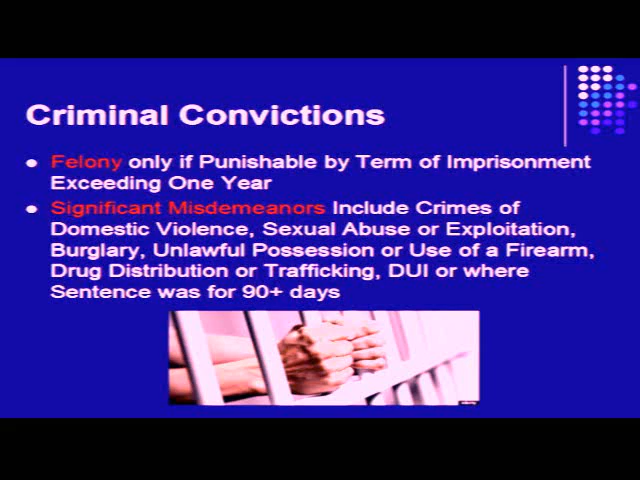 Criminal Convictions
Felony only if Punishable by Term of Imprisonment
Exceeding One Year
Significant Misdemeanors Include Crimes of
Domestic Violence, Sexual Abuse or Exploitation,
Burglary, Unlawful Possession or Use of a Firearm,
Drug Distribution or Trafficking, DUI or where
Sentence was for 90+ days